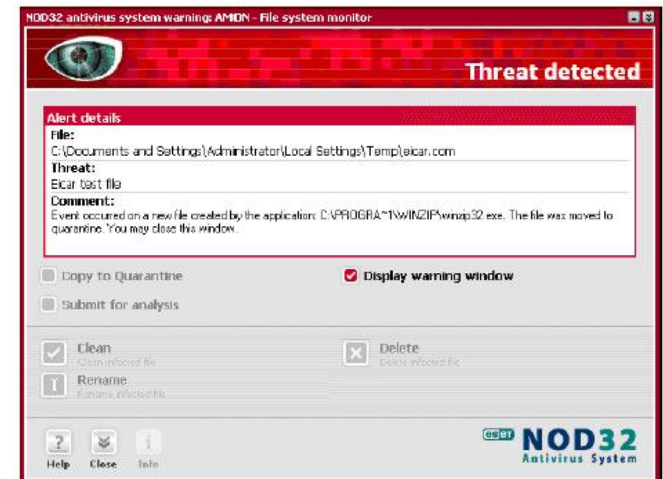 NOD32 antivirus system warning: AMON - File system monitor
Threat detected
Alert details
File:
C:\Documents and Settings\Administrator\Local Settings\Temp\eicar.com
Threat:
Eicar test file
Comment:
Event occurred on a new file created by the application: C:\PROGRA~1\WINZIP\winzip32.exe. The file was moved to
quarantine. You may close this window.
Copy to Quarantine
Display warning window
Submit for analysis
Clean
Clean infected file
Delete
Delete infected file
Rename
Rename infected file
Help
Close
Info
eset NOD32
Antivirus System